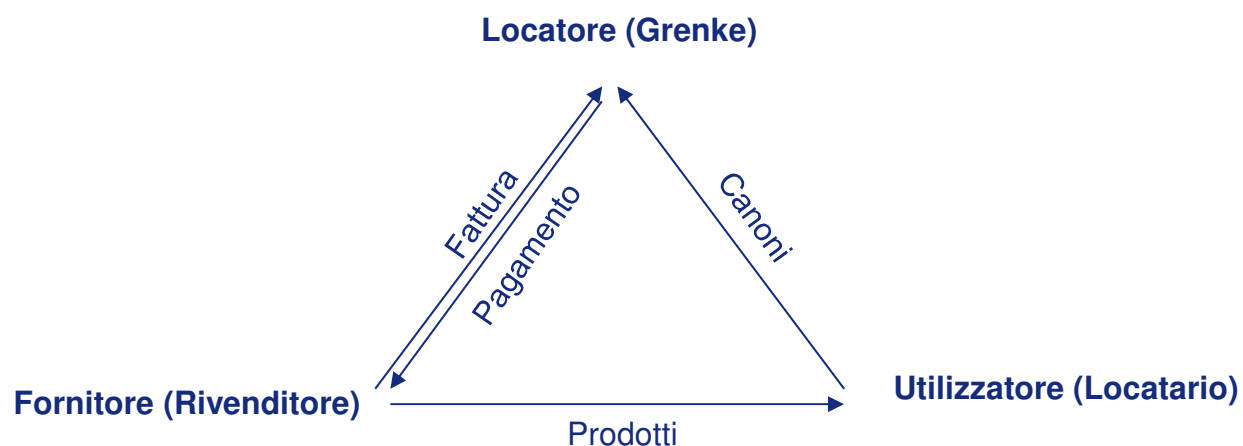 Locatore (Grenke)
Fattura
Pagamento
Canoni
Fornitore (Rivenditore)
Utilizzatore (Locatario)
Prodotti